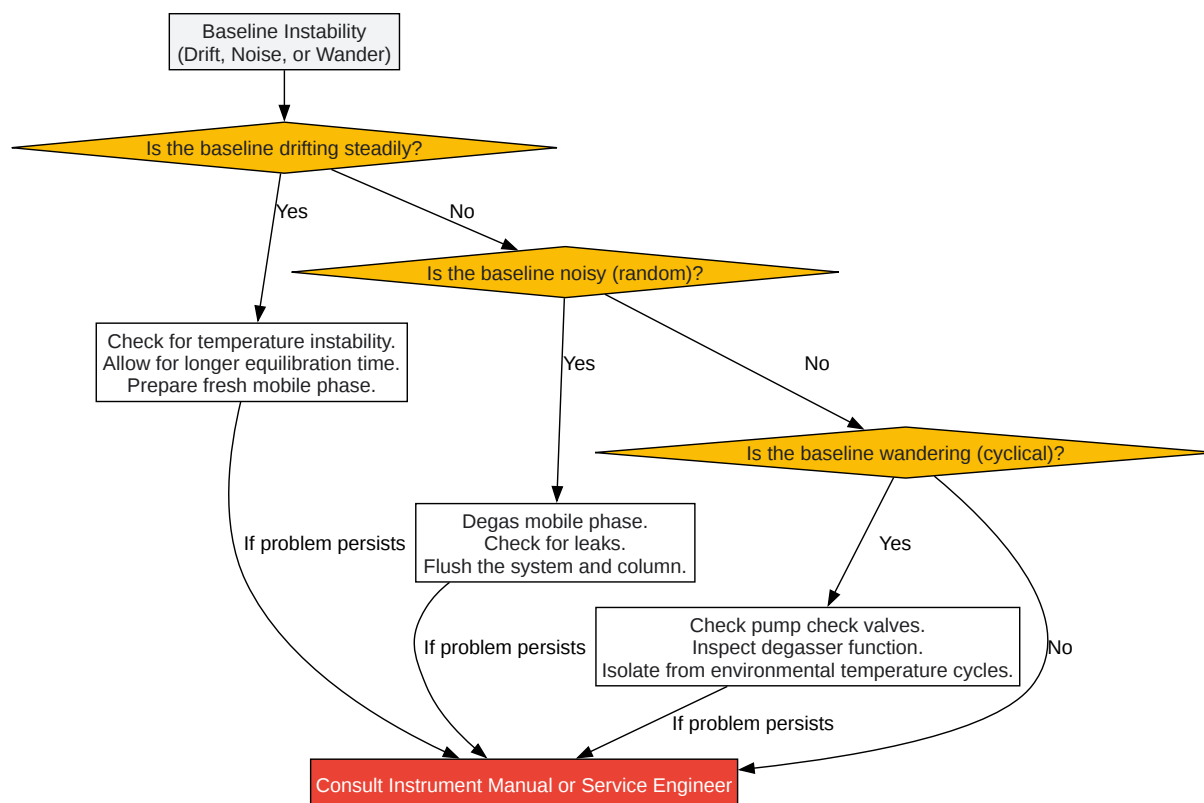 Baseline Instability
(Drift, Noise, or Wander)
Is the baseline drifting steadily?
Yes
No
Is the baseline noisy (random)?
Check for temperature instability.
Allow for longer equilibration time.
Prepare fresh mobile phase.
Yes
No
Is the baseline wandering (cyclical)?
Degas mobile phase.
Check for leaks.
Flush the system and column.
If problem persists
Yes
Check pump check valves.
Inspect degasser function.
Isolate from environmental temperature cycles.
If problem persists
No
If problem persists
Consult Instrument Manual or Service Engineer